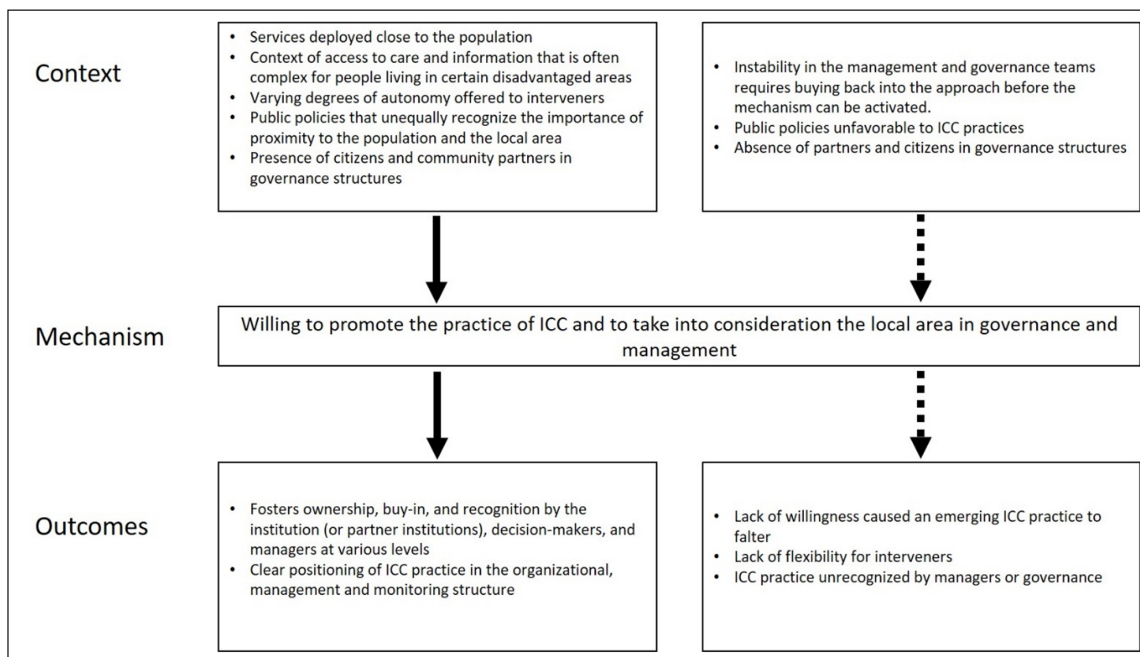 Context
• Services deployed close to the population
• Context of access to care and information that is often
complex for people living in certain disadvantaged areas
• Varying degrees of autonomy offered to interveners
• Public policies that unequally recognize the importance of
proximity to the population and the local area
• Presence of citizens and community partners in
governance structures
• Instability in the management and governance teams
requires buying back into the approach before the
mechanism can be activated.
• Public policies unfavorable to ICC practices
• Absence of partners and citizens in governance structures
Mechanism
Willing to promote the practice of ICC and to take into consideration the local area in governance and
management
Outcomes
• Fosters ownership, buy-in, and recognition by the
institution (or partner institutions), decision-makers, and
managers at various levels
• Clear positioning of ICC practice in the organizational,
management and monitoring structure
• Lack of willingness caused an emerging ICC practice to
falter
• Lack of flexibility for interveners
• ICC practice unrecognized by managers or governance